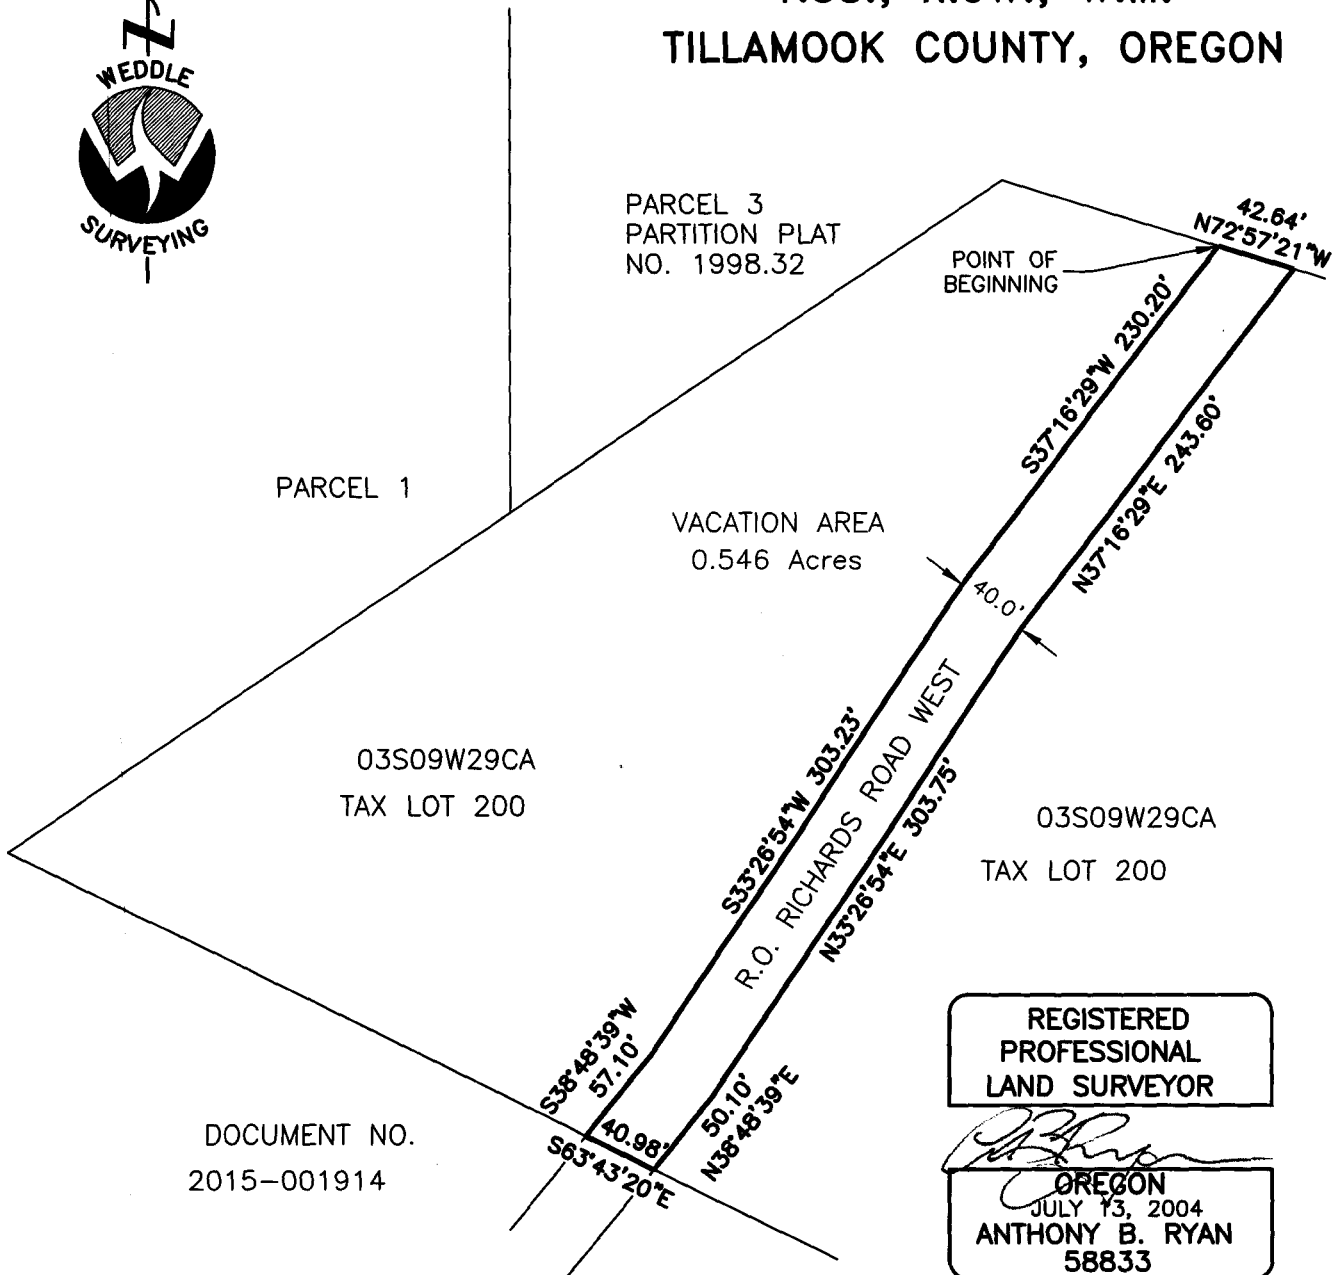 TILLAMOOK COUNTY, OREGON
WEDDLE
SURVEYING
PARCEL 3
PARTITION PLAT
NO. 1998.32
42.64'
N72°57'21"W
POINT OF
BEGINNING
S37°16'29"W 230.20'
N37°16'29"E 243.60'
PARCEL 1
VACATION AREA
0.546 Acres
40.0'
R.O. RICHARDS ROAD WEST
S33°26'54"W 303.23'
N33°26'54"E 303.75'
03S09W29CA
TAX LOT 200
03S09W29CA
TAX LOT 200
S38°48'39"W
57.10'
40.98'
S63°43'20"E
50.10'
N38°48'39"E
DOCUMENT NO.
2015-001914
REGISTERED
PROFESSIONAL
LAND SURVEYOR
OREGON
JULY 13, 2004
ANTHONY B. RYAN
58833